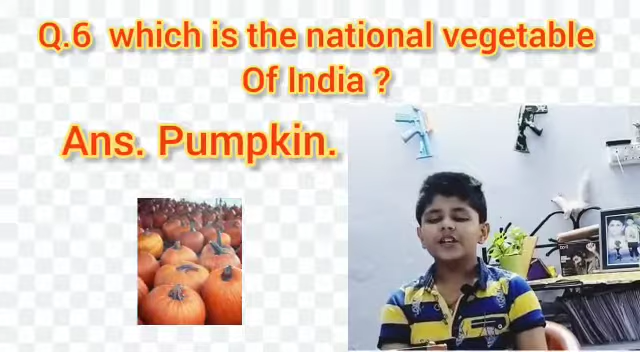 Q.6 which is the national vegetable
Of India ?
Ans. Pumpkin.